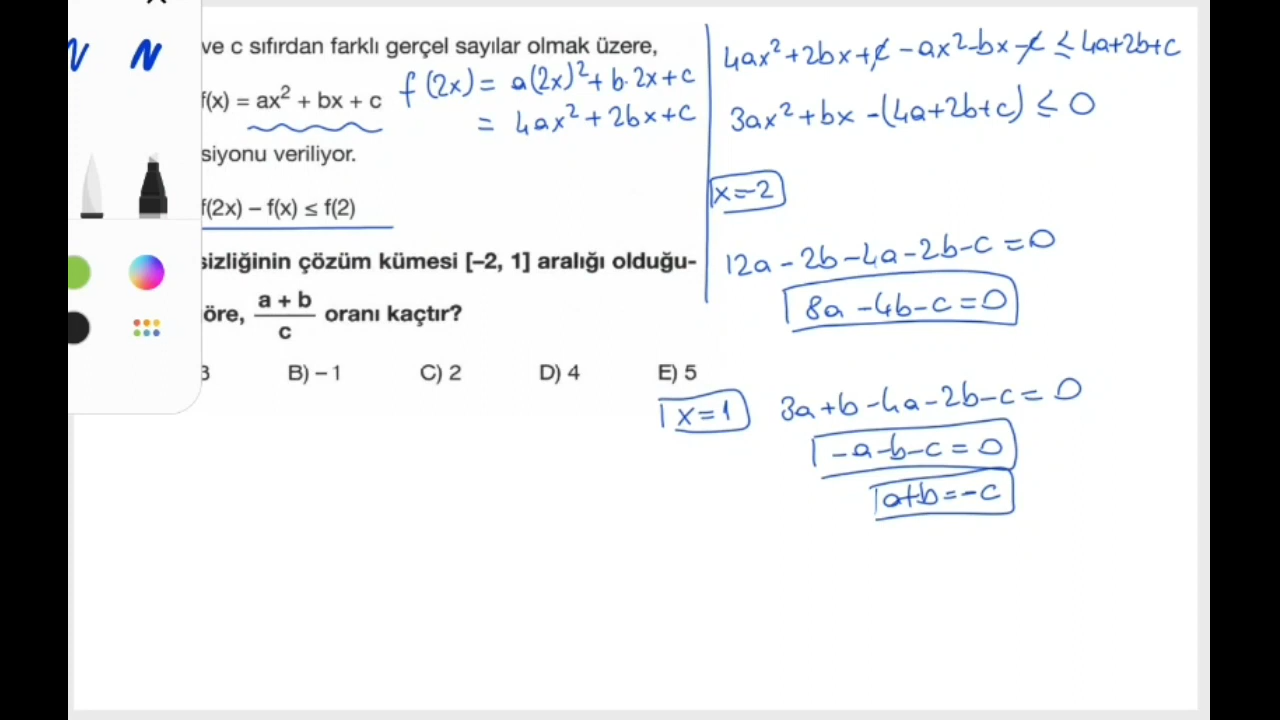 ve c sıfırdan farklı gerçel sayılar olmak üzere,
f(x) = ax² + bx + c
f(2x) = a(2x)² + b·2x + c
= 4ax² + 2bx + c
siyonu veriliyor.
f(2x) – f(x) ≤ f(2)
sizliğinin çözüm kümesi [–2, 1] aralığı olduğu-
öre, (a + b)/c oranı kaçtır?
3 B) – 1 C) 2 D) 4 E) 5
4ax² + 2bx + c – ax² – bx – c ≤ 4a + 2b + c
3ax² + bx – (4a + 2b + c) ≤ 0
x = –2
12a – 2b – 4a – 2b – c = 0
8a – 4b – c = 0
x = 1 3a + b – 4a – 2b – c = 0
– a – b – c = 0
a + b = – c